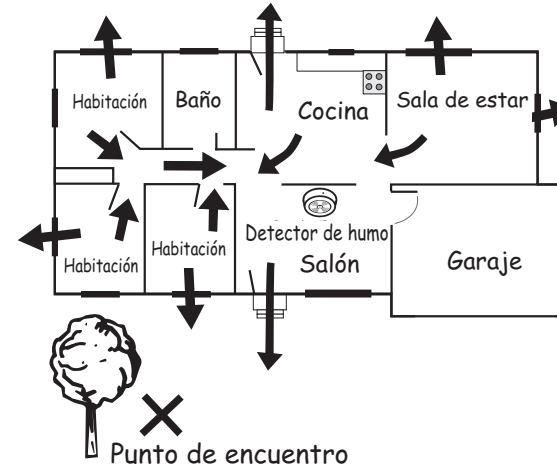 Habitación
Baño
Cocina
Sala de estar
Habitación
Habitación
Detector de humo
Salón
Garaje
Punto de encuentro